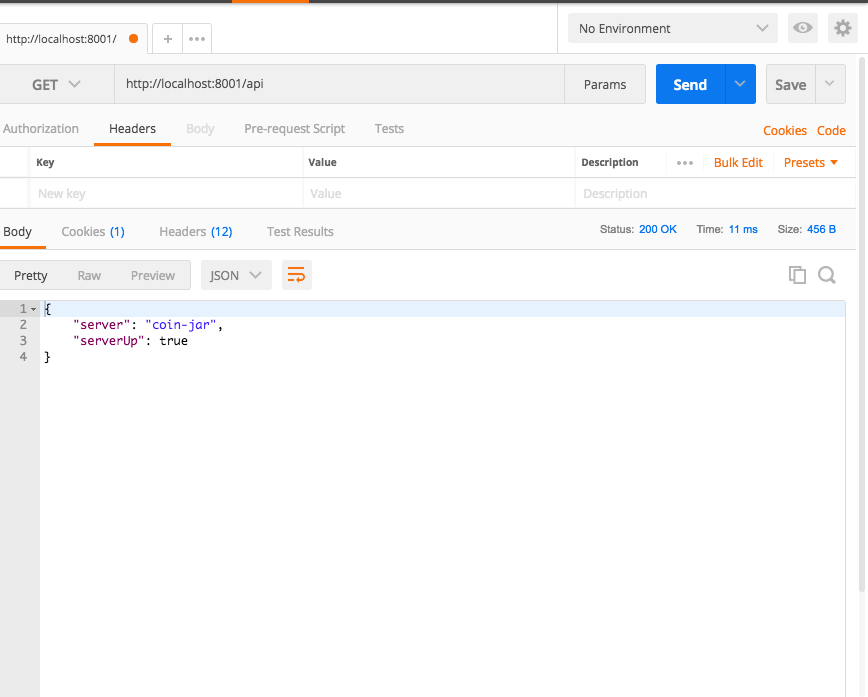 http://localhost:8001/
No Environment
GET http://localhost:8001/api Params Send Save
Authorization Headers Body Pre-request Script Tests Cookies Code
Key Value Description Bulk Edit Presets
New key Value Description
Body Cookies (1) Headers (12) Test Results Status: 200 OK Time: 11 ms Size: 456 B
Pretty Raw Preview JSON
1 {
2 "server": "coin-jar",
3 "serverUp": true
4 }